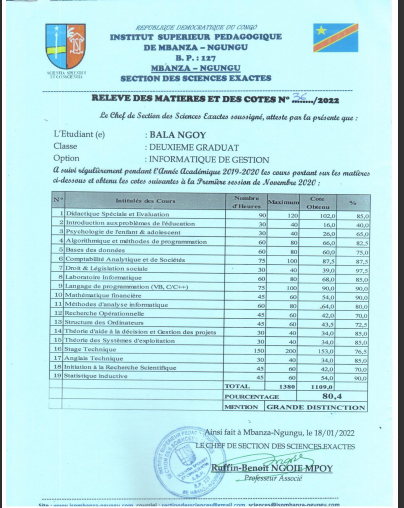 REPUBLIQUE DEMOCRATIQUE DU CONGO
INSTITUT SUPERIEUR PEDAGOGIQUE
DE MBANZA – NGUNGU
B. P. : 127
MBANZA – NGUNGU
SECTION DES SCIENCES EXACTES
RELEVE DES MATIERES ET DES COTES N° 36/2022
Le Chef de Section des Sciences Exactes soussigné, atteste par la présente que :
L'Etudiant (e) : BALA NGOY
Classe : DEUXIEME GRADUAT
Option : INFORMATIQUE DE GESTION
A suivi régulièrement pendant l'Année Académique 2019-2020 les cours portant sur les matières
ci-dessous et obtenu les cotes suivantes à la Première session de Novembre 2020 :
N° Intitulés des Cours Nombre d'Heures Maximum Cote Obtenu %
1 Didactique Spéciale et Evaluation 90 120 102,0 85,0
2 Introduction aux problèmes de l'éducation 30 40 16,0 40,0
3 Psychologie de l'enfant & adolescent 30 40 26,0 65,0
4 Algorithmique et méthodes de programmation 60 80 66,0 82,5
5 Bases des données 60 80 60,0 75,0
6 Comptabilité Analytique et de Sociétés 75 100 87,5 87,5
7 Droit & Législation sociale 30 40 39,0 97,5
8 Laboratoire Informatique 60 80 68,0 85,0
9 Langage de programmation (VB, C/C++) 75 100 90,0 90,0
10 Mathématique financière 45 60 54,0 90,0
11 Méthodes d'analyse informatique 60 80 64,0 80,0
12 Recherche Opérationnelle 45 60 42,0 70,0
13 Structure des Ordinateurs 45 60 43,5 72,5
14 Théorie d'aide à la décision et Gestion des projets 30 40 34,0 85,0
15 Théorie des Systèmes d'exploitation 30 40 34,0 85,0
16 Stage Technique 150 200 153,0 76,5
17 Anglais Technique 30 40 34,0 85,0
18 Initiation à la Recherche Scientifique 45 60 42,0 70,0
19 Statistique inductive 45 60 54,0 90,0
TOTAL 1380 1109,0
POURCENTAGE 80,4
MENTION GRANDE DISTINCTION
Ainsi fait à Mbanza-Ngungu, le 18/01/2022
LE CHEF DE SECTION DES SCIENCES EXACTES
Ruffin-Benoît NGOIE MPOY
Professeur Associé